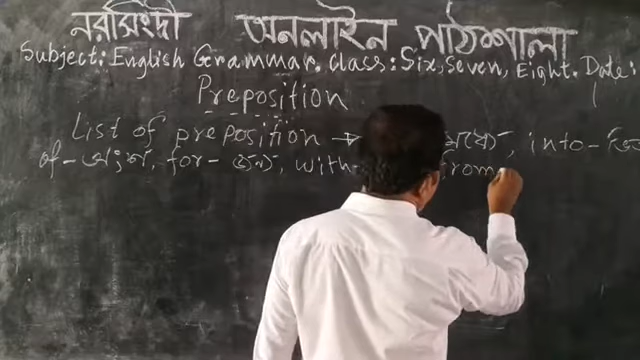 নরসিংদী অনলাইন পাঠশালা
Subject: English Grammar. Class: Six, Seven, Eight. Date:
Preposition
List of preposition → মধ্যে, into-
of- for- জন্য, with- from